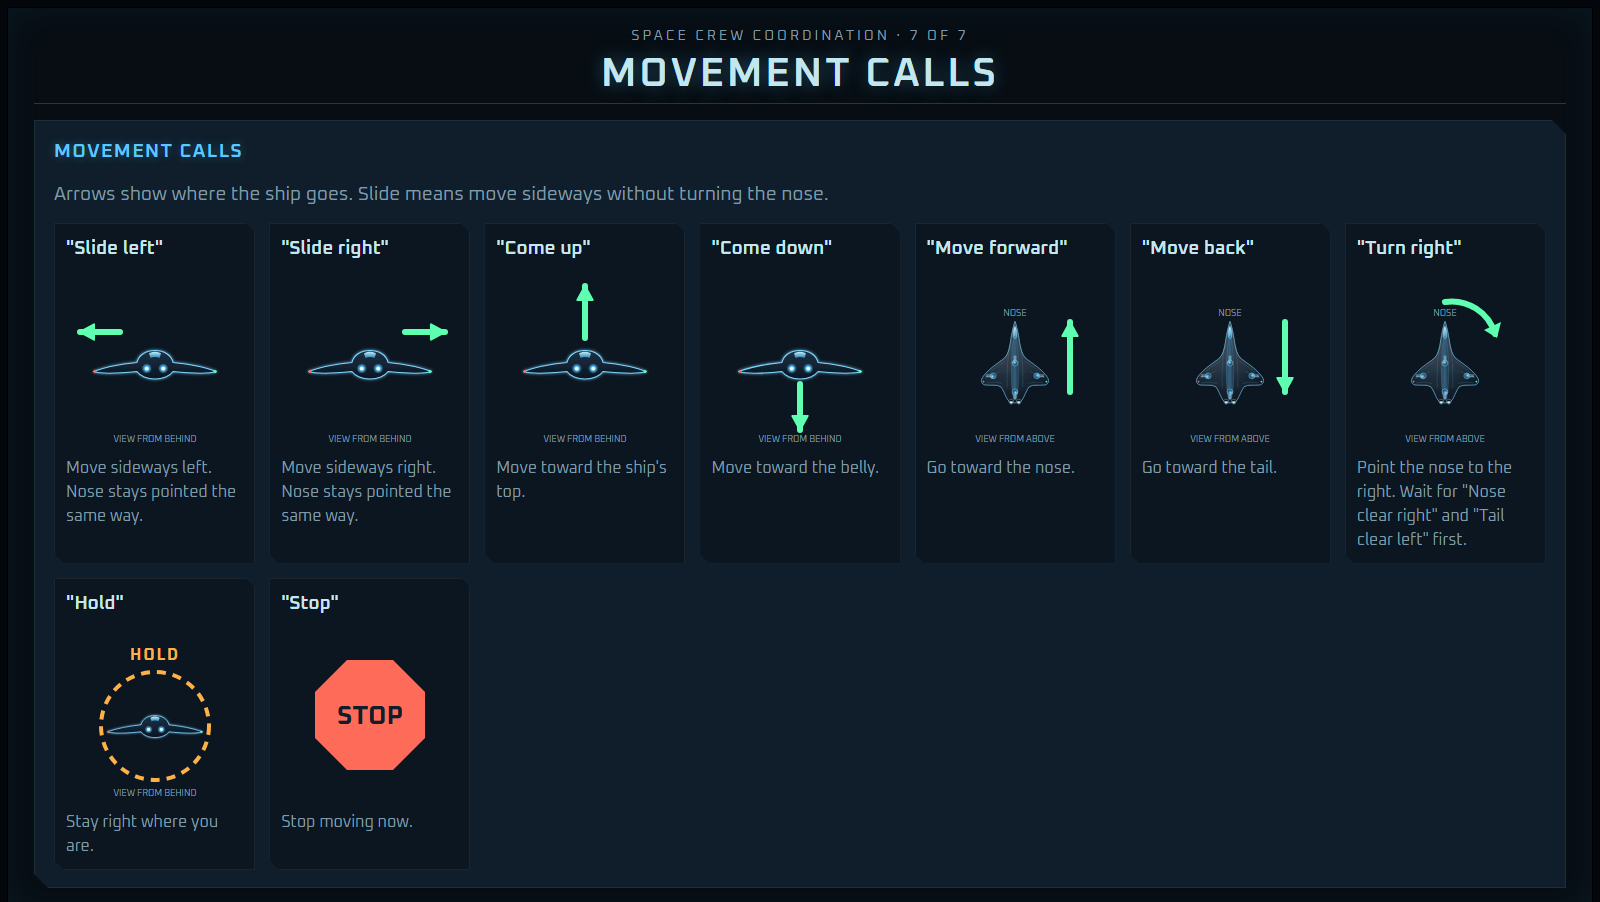 SPACE CREW COORDINATION · 7 OF 7
MOVEMENT CALLS
MOVEMENT CALLS
Arrows show where the ship goes. Slide means move sideways without turning the nose.
"Slide left"
VIEW FROM BEHIND
Move sideways left.
Nose stays pointed the
same way.
"Slide right"
VIEW FROM BEHIND
Move sideways right.
Nose stays pointed the
same way.
"Come up"
VIEW FROM BEHIND
Move toward the ship's
top.
"Come down"
VIEW FROM BEHIND
Move toward the belly.
"Move forward"
NOSE
VIEW FROM ABOVE
Go toward the nose.
"Move back"
NOSE
VIEW FROM ABOVE
Go toward the tail.
"Turn right"
NOSE
VIEW FROM ABOVE
Point the nose to the
right. Wait for "Nose
clear right" and "Tail
clear left" first.
"Hold"
HOLD
VIEW FROM BEHIND
Stay right where you
are.
"Stop"
STOP
Stop moving now.